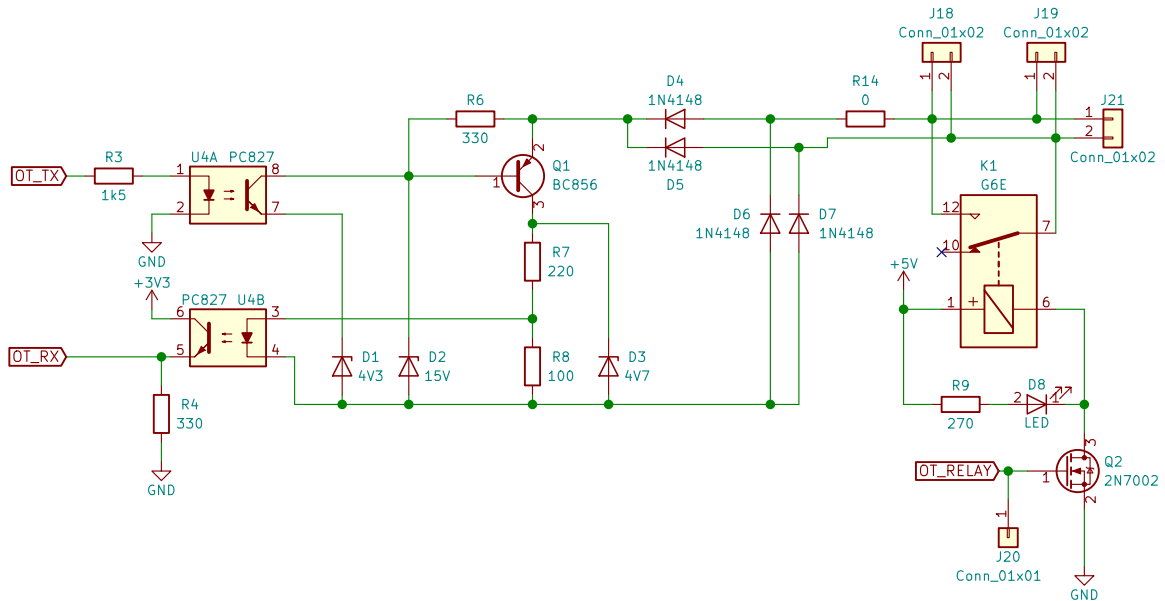 J18
Conn_01x02
J19
Conn_01x02
1
2
1
2
D4
1N4148
R14
0
R6
330
J21
1
2
Conn_01x02
1N4148
D5
2
Q1
BC856
1
3
U4A PC827
R3
1k5
OT_TX
1
8
2
7
GND
K1
G6E
12
7
10
1
+
6
D6
1N4148
D7
1N4148
R7
220
+5V
+3V3
PC827 U4B
6
3
5
4
OT_RX
D1
4V3
D2
15V
R8
100
D3
4V7
R4
330
GND
R9
270
D8
2
1
LED
OT_RELAY
3
Q2
2N7002
1
2
1
J20
Conn_01x01
GND